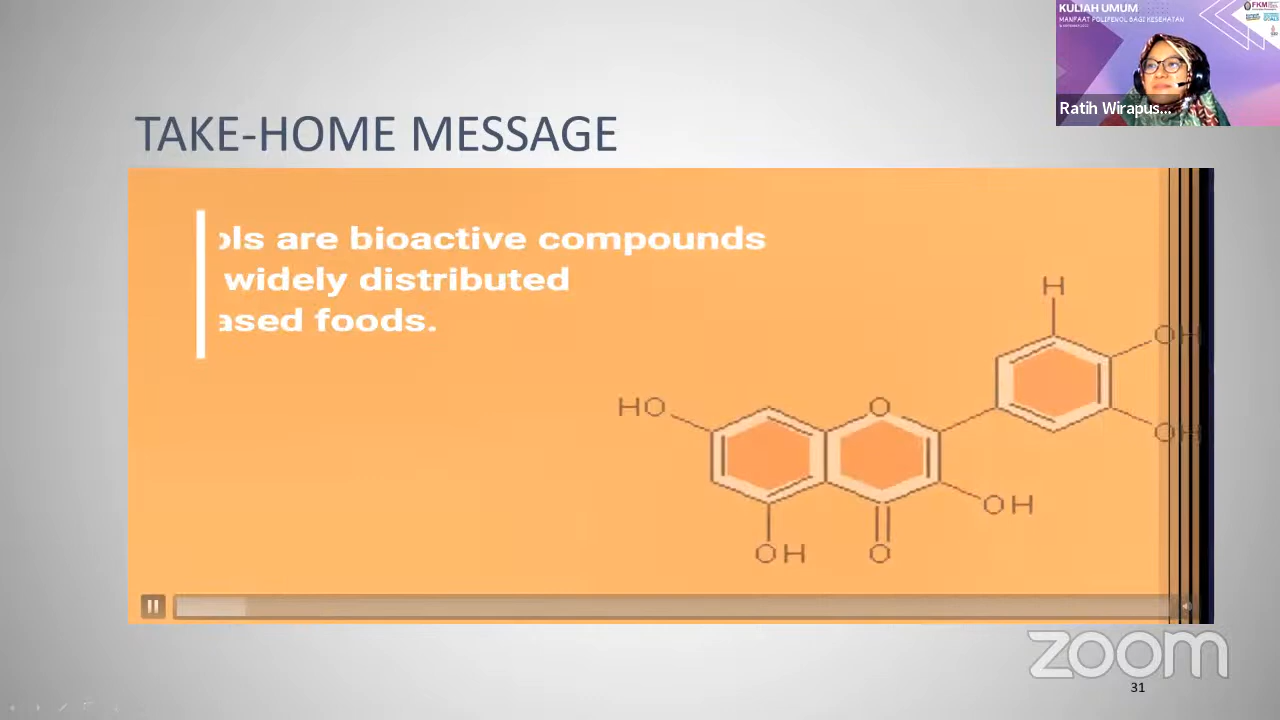 KULIAH UMUM
MANFAAT POLIFENOL BAGI KESEHATAN
FKM
Ratih Wirapus...
TAKE-HOME MESSAGE
ols are bioactive compounds
widely distributed
ased foods.
H
OH
HO
O
OH
OH
OH
O
zoom
31